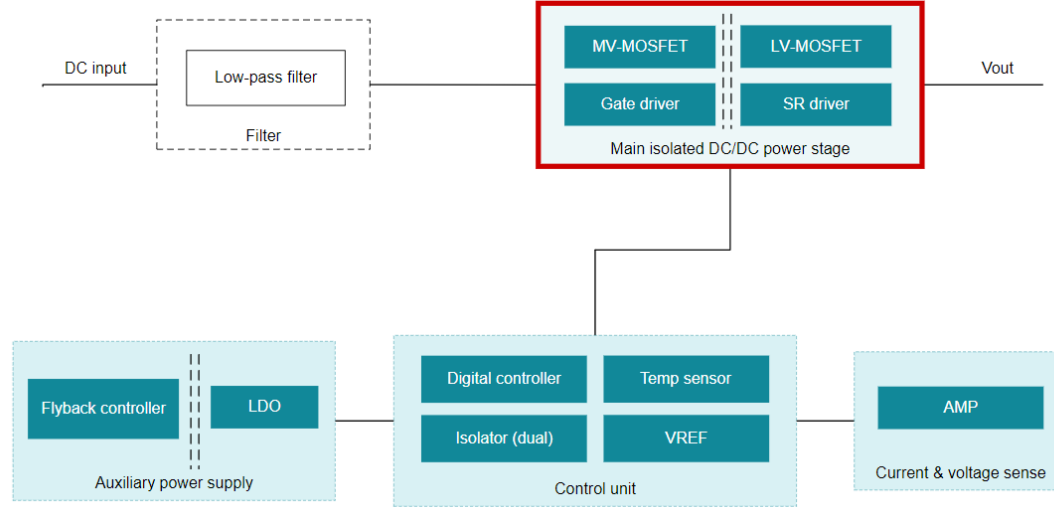 DC input
Low-pass filter
Filter
MV-MOSFET
LV-MOSFET
Gate driver
SR driver
Main isolated DC/DC power stage
Vout
Flyback controller
LDO
Auxiliary power supply
Digital controller
Temp sensor
Isolator (dual)
VREF
Control unit
AMP
Current & voltage sense